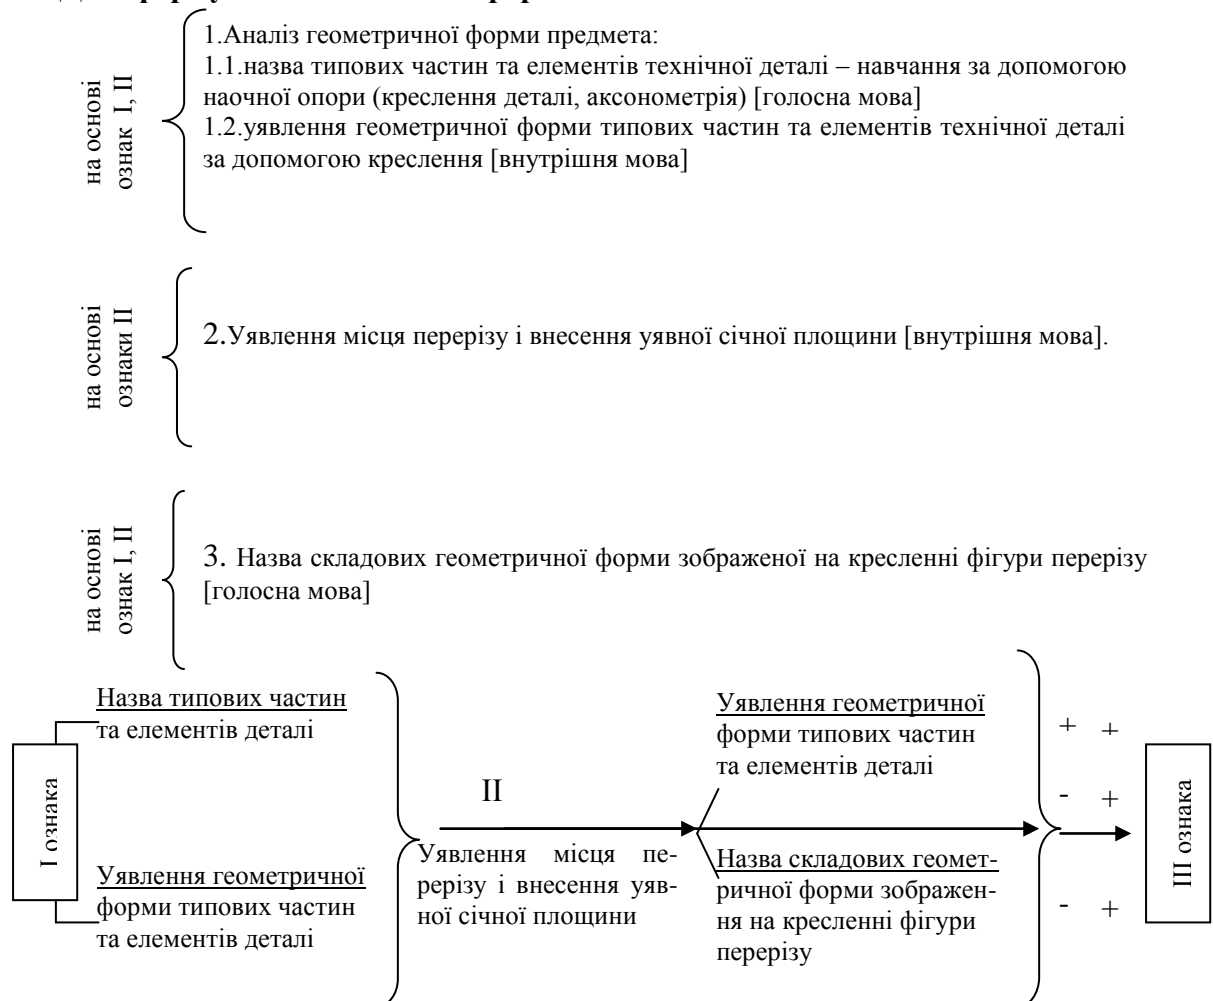 на основі
ознак І, ІІ
1.Аналіз геометричної форми предмета:
1.1.назва типових частин та елементів технічної деталі – навчання за допомогою
наочної опори (креслення деталі, аксонометрія) [голосна мова]
1.2.уявлення геометричної форми типових частин та елементів технічної деталі
за допомогою креслення [внутрішня мова]
на основі
ознаки ІІ
2.Уявлення місця перерізу і внесення уявної січної площини [внутрішня мова].
на основі
ознак І, ІІ
3. Назва складових геометричної форми зображеної на кресленні фігури перерізу
[голосна мова]
І ознака
Назва типових частин
та елементів деталі
Уявлення геометричної
форми типових частин
та елементів деталі
ІІ
Уявлення місця пе-
рерізу і внесення уяв-
ної січної площини
Уявлення геометричної
форми типових частин
та елементів деталі
Назва складових геомет-
ричної форми зображен-
ня на кресленні фігури
перерізу
+ +
- +
- +
ІІІ ознака